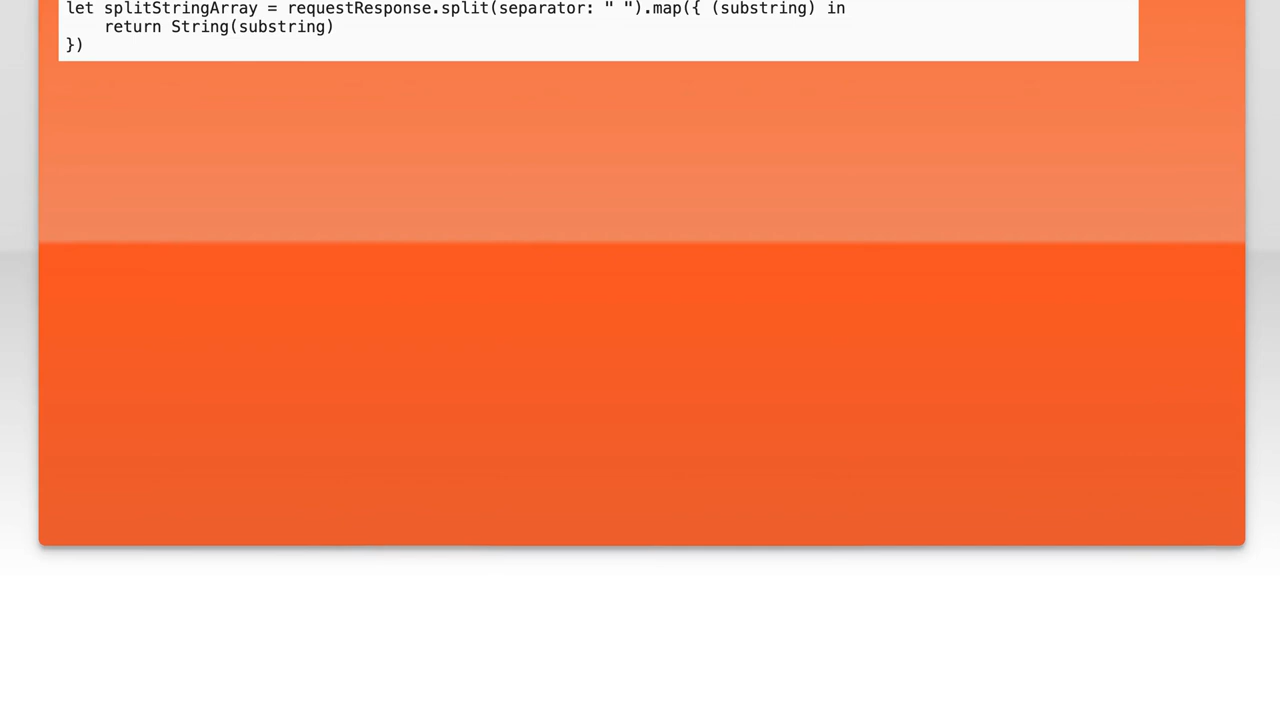 let splitStringArray = requestResponse.split(separator: " ").map({ (substring) in
    return String(substring)
})